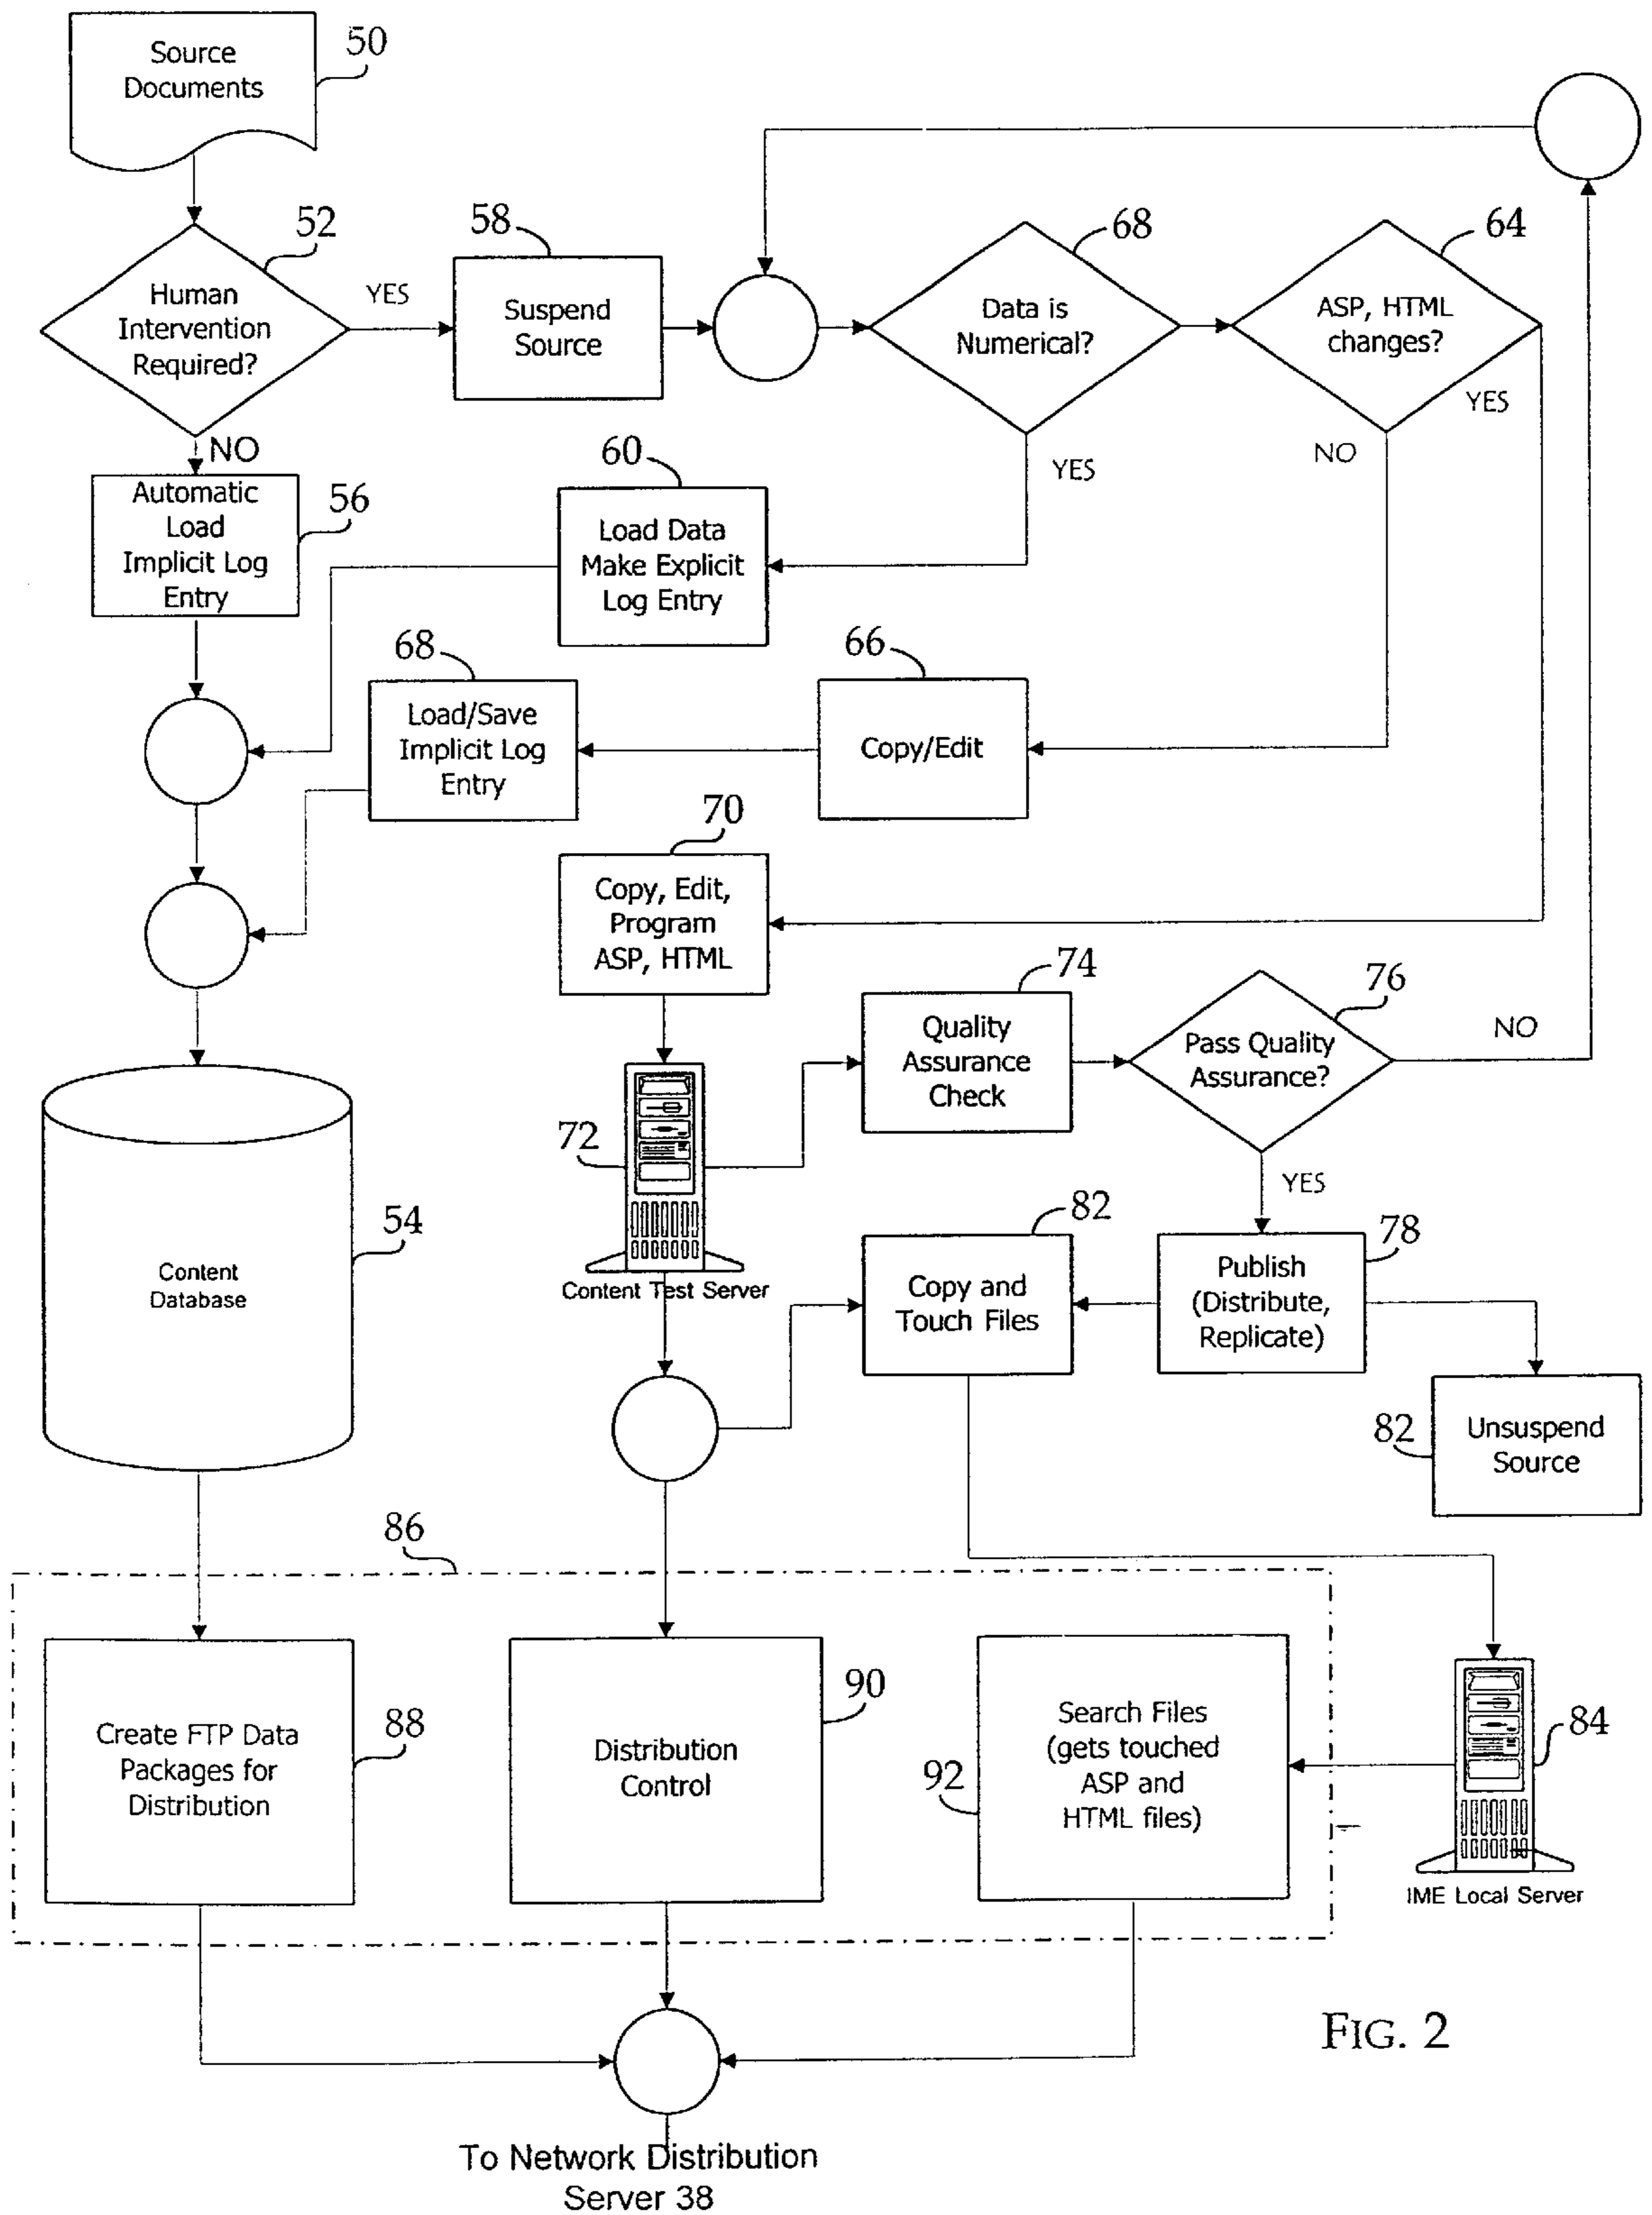 Source
Documents
50
52
Human
Intervention
Required?
YES
58
Suspend
Source
68
Data is
Numerical?
64
ASP, HTML
changes?
YES
NO
YES
NO
Automatic
Load
Implicit Log
Entry
56
60
Load Data
Make Explicit
Log Entry
68
Load/Save
Implicit Log
Entry
66
Copy/Edit
70
Copy, Edit,
Program
ASP, HTML
74
Quality
Assurance
Check
76
Pass Quality
Assurance?
NO
YES
72
Content Test Server
54
Content
Database
82
Copy and
Touch Files
78
Publish
(Distribute,
Replicate)
82
Unsuspend
Source
86
Create FTP Data
Packages for
Distribution
88
Distribution
Control
90
Search Files
(gets touched
ASP and
HTML files)
92
84
IME Local Server
FIG. 2
To Network Distribution
Server 38